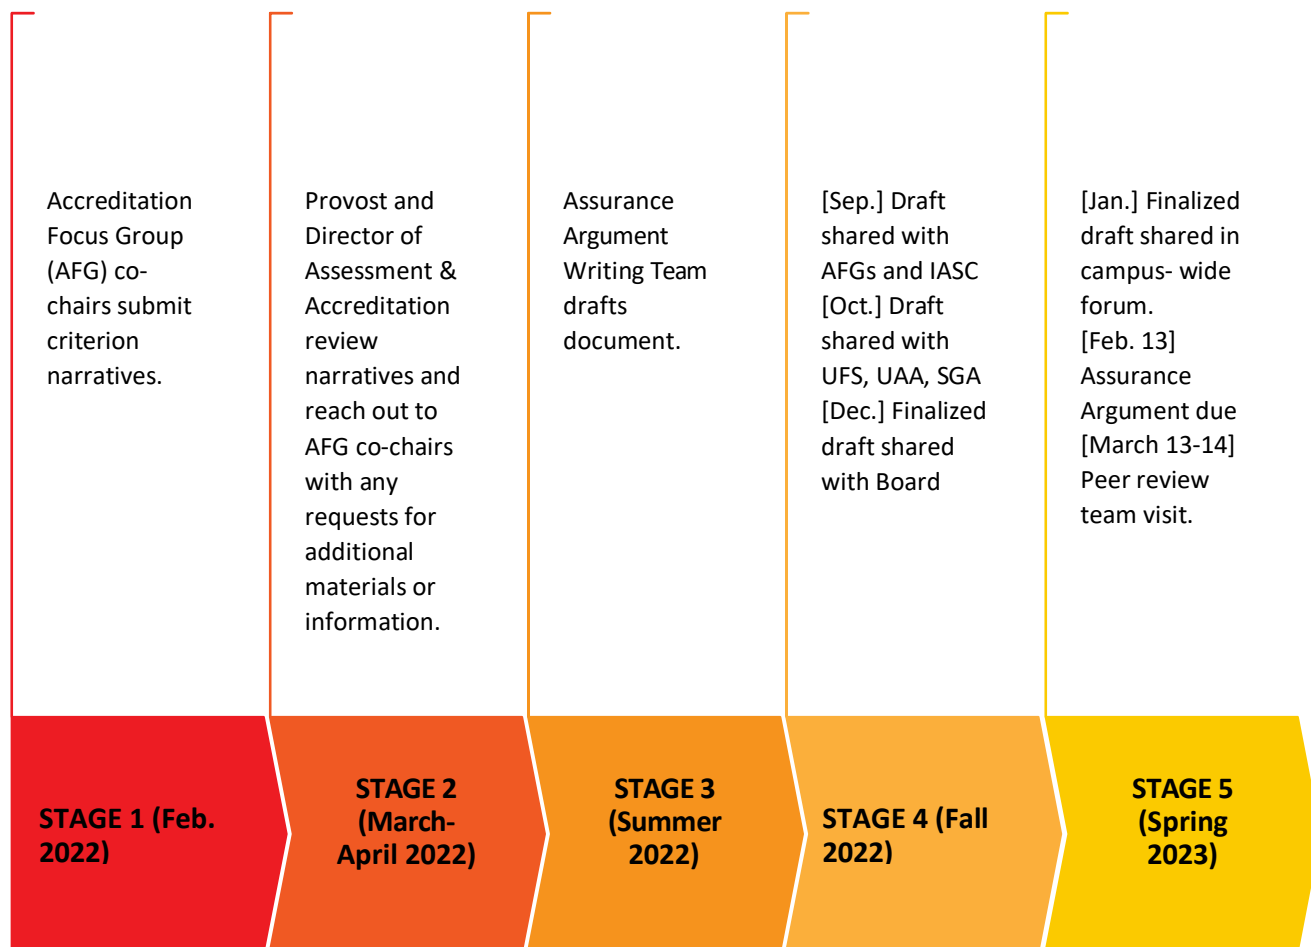 Accreditation
Focus Group
(AFG) co-
chairs submit
criterion
narratives.
Provost and
Director of
Assessment &
Accreditation
review
narratives and
reach out to
AFG co-chairs
with any
requests for
additional
materials or
information.
Assurance
Argument
Writing Team
drafts
document.
[Sep.] Draft
shared with
AFGs and IASC
[Oct.] Draft
shared with
UFS, UAA, SGA
[Dec.] Finalized
draft shared
with Board
[Jan.] Finalized
draft shared in
campus- wide
forum.
[Feb. 13]
Assurance
Argument due
[March 13-14]
Peer review
team visit.
STAGE 1 (Feb.
2022)
STAGE 2
(March-
April 2022)
STAGE 3
(Summer
2022)
STAGE 4 (Fall
2022)
STAGE 5
(Spring
2023)